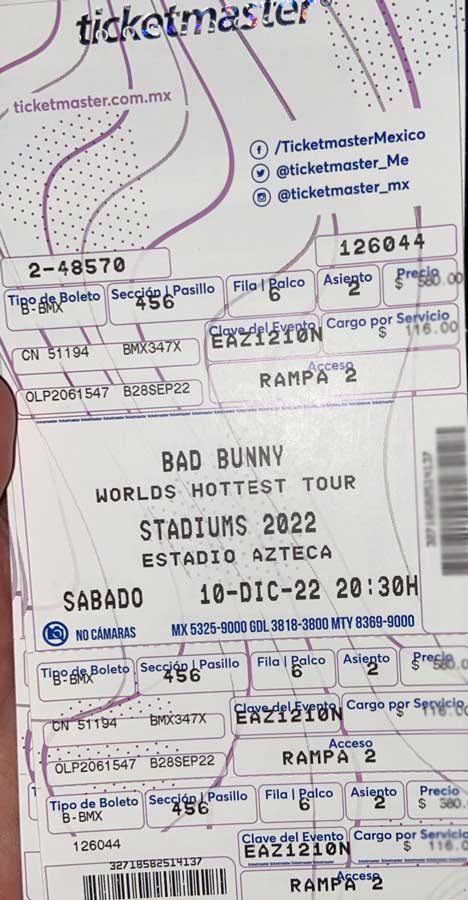 ticketmaster®
ticketmaster.com.mx
/TicketmasterMexico
@ticketmaster_Me
@ticketmaster_mx
2-48570
126044
Tipo de Boleto Sección | Pasillo Fila | Palco Asiento Precio
B-BMX 456 6 2 $ 580.00
Clave del Evento Cargo por Servicio
CN 51194 BMX347X EAZ1210N $ 116.00
Acceso
OLP2061547 B28SEP22 RAMPA 2
BAD BUNNY
WORLDS HOTTEST TOUR
STADIUMS 2022
ESTADIO AZTECA
SABADO 10-DIC-22 20:30H
32718582514137
NO CÁMARAS MX 5325-9000 GDL 3818-3800 MTY 8369-9000
Tipo de Boleto Sección | Pasillo Fila | Palco Asiento Precio
B-BMX 456 6 2 $ 580.0
Clave del Evento Cargo por Servicio
CN 51194 BMX347X EAZ1210N $ 116.00
Acceso
OLP2061547 B28SEP22 RAMPA 2
Tipo de Boleto Sección | Pasillo Fila | Palco Asiento Precio
B-BMX 456 6 2 $ 580.
Clave del Evento Cargo por Servicio
126044 EAZ1210N $ 116.0
32718582514137
Acceso
RAMPA 2